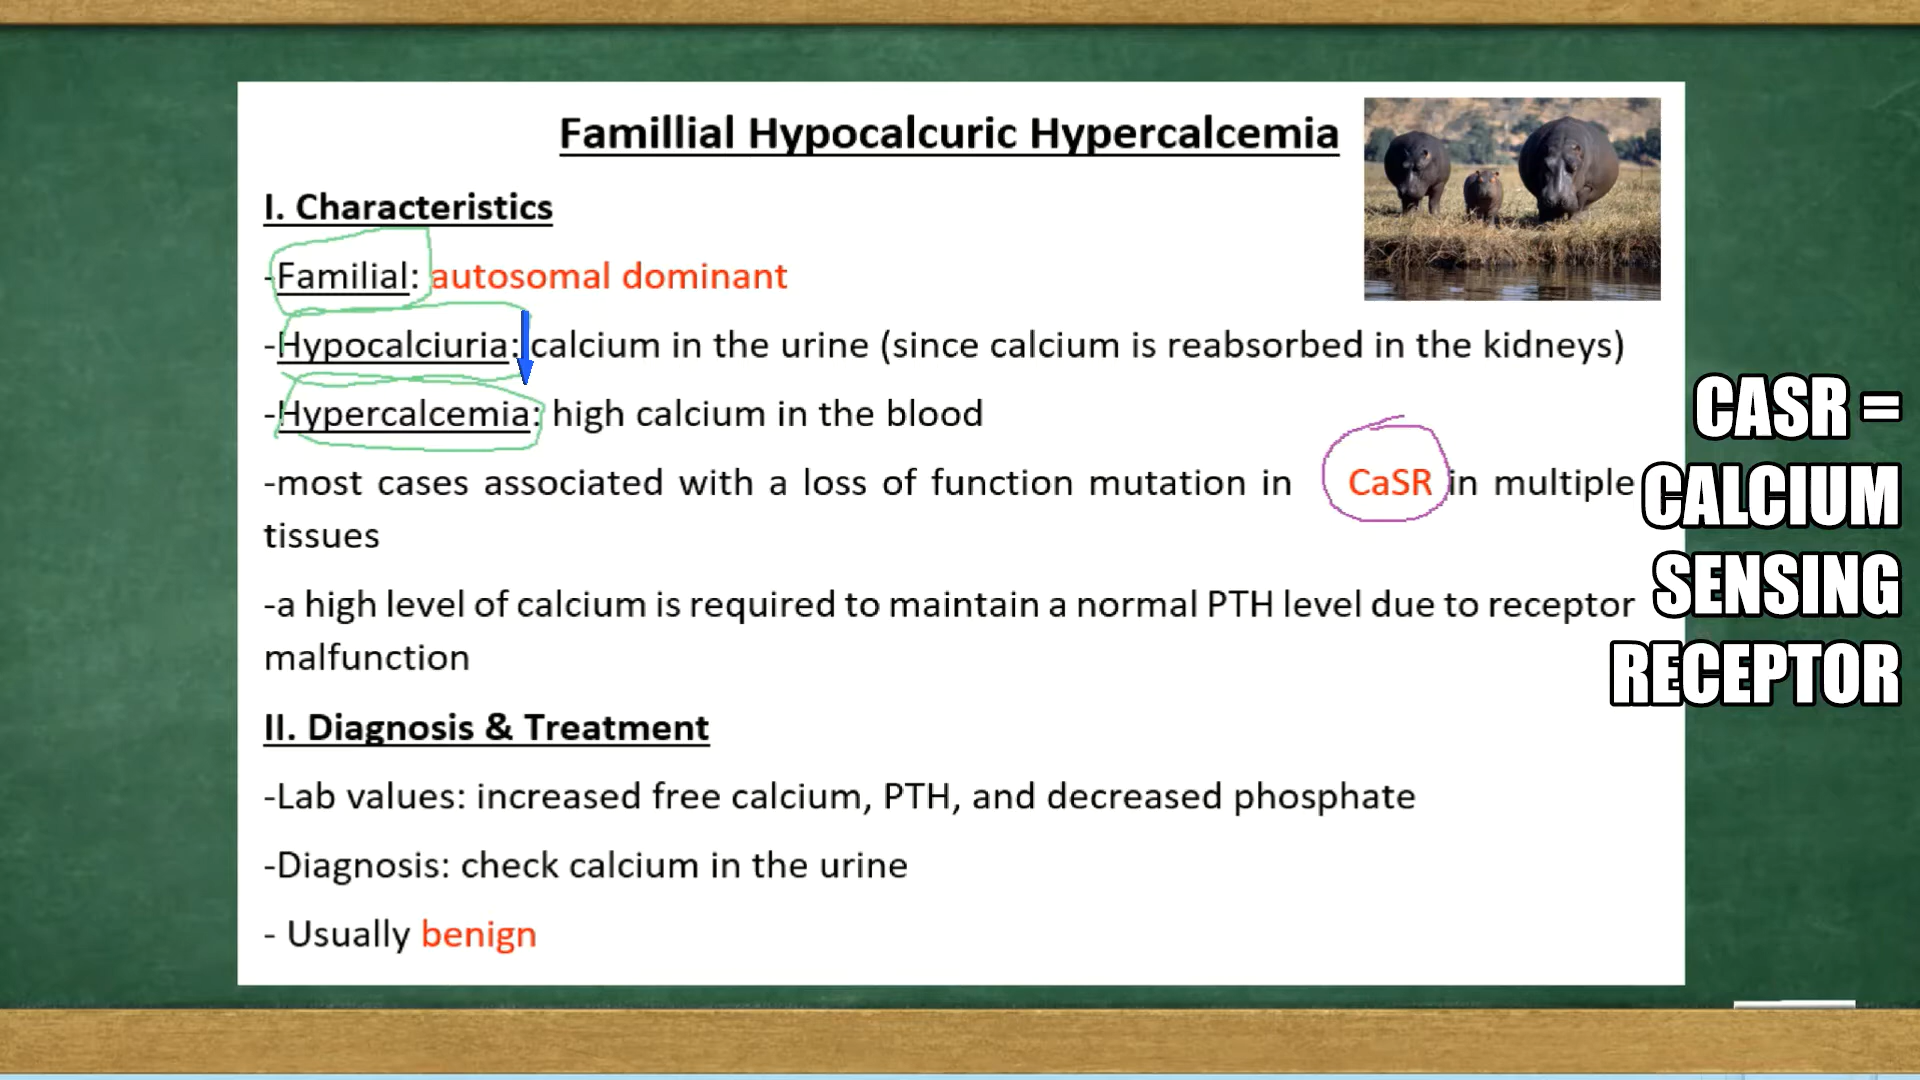 Famillial Hypocalcuric Hypercalcemia
I. Characteristics
-Familial: autosomal dominant
-Hypocalciuria: calcium in the urine (since calcium is reabsorbed in the kidneys)
-Hypercalcemia: high calcium in the blood
-most cases associated with a loss of function mutation in CaSR in multiple
tissues
-a high level of calcium is required to maintain a normal PTH level due to receptor
malfunction
II. Diagnosis & Treatment
-Lab values: increased free calcium, PTH, and decreased phosphate
-Diagnosis: check calcium in the urine
- Usually benign
CASR =
CALCIUM
SENSING
RECEPTOR